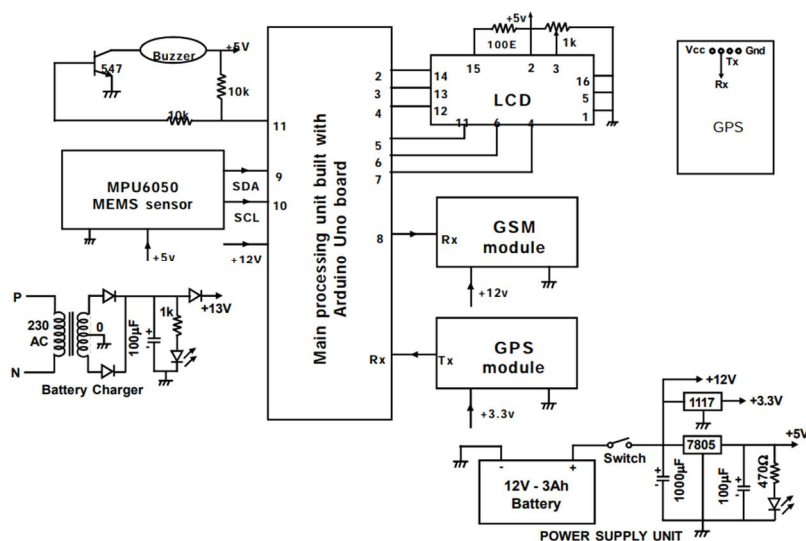 547
Buzzer
+5V
10k
10k
11
MPU6050
MEMS sensor
SDA
SCL
9
10
+5v
+12V
P
N
230
AC
0
100µF
+
-
1k
+13V
Battery Charger
Main processing unit built with
Arduino Uno board
2
3
4
5
6
7
8
Rx
+5v
100E
1k
15
2
3
14
13
12
LCD
16
5
1
11
6
4
GSM
module
Rx
+12v
GPS
module
Tx
+3.3v
Vcc
Gnd
Tx
Rx
GPS
- +
12V - 3Ah
Battery
Switch
+12V
1117
+3.3V
7805
+5V
+
-
1000µF
100µF
+
-
470Ω
POWER SUPPLY UNIT